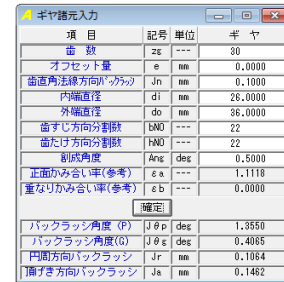 ギヤ諸元入力
項 目 記号 単位 ギ ヤ
歯 数 zg --- 30
オフセット量 e mm 0.0000
歯直角法線方向バックラッシ Jn mm 0.1000
内端直径 di mm 26.0000
外端直径 do mm 36.0000
歯すじ方向分割数 bNO --- 22
歯たけ方向分割数 hNO --- 22
創成角度 Ang deg 0.5000
正面かみ合い率(参考) εa --- 1.1118
重なりかみ合い率(参考) εb --- 0.0000
確定
バックラッシ角度 (P) Jθp deg 1.3550
バックラッシ角度(G) Jθg deg 0.4065
円周方向バックラッシ Jr mm 0.1064
頂げき方向バックラッシ Ja mm 0.1462